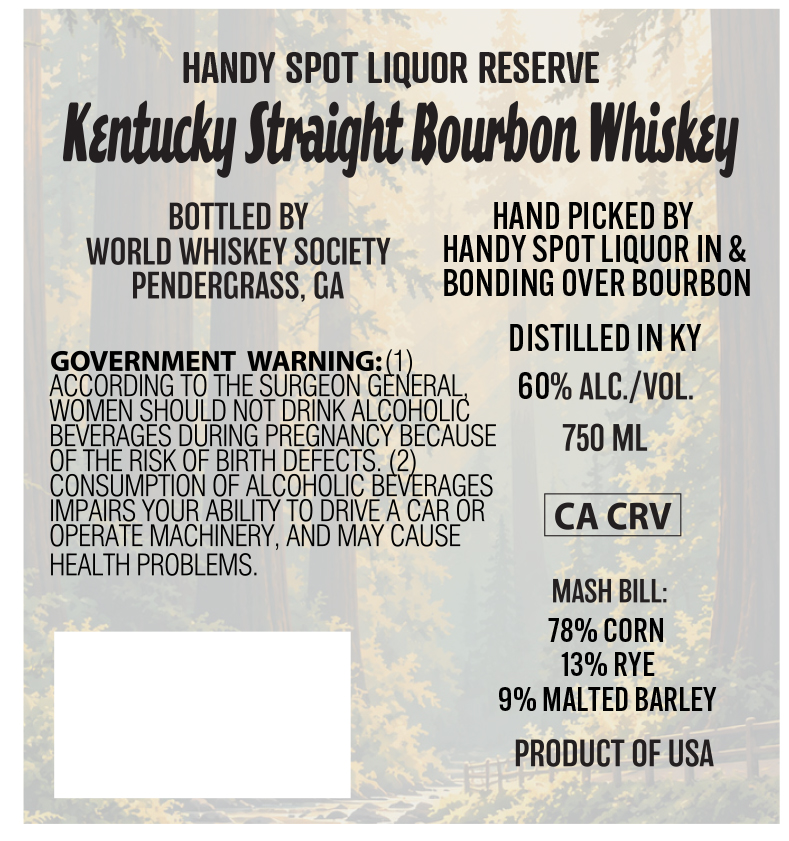 HANDY SPOT LIQUOR RESERVE
Kentucky Straight Bourbon Whiskey
BOTTLED BY
WORLD WHISKEY SOCIETY
PENDERGRASS, GA
HAND PICKED BY
HANDY SPOT LIQUOR IN &
BONDING OVER BOURBON
DISTILLED IN KY
60% ALC./VOL.
750 ML
GOVERNMENT WARNING: (1)
ACCORDING TO THE SURGEON GENERAL,
WOMEN SHOULD NOT DRINK ALCOHOLIC
BEVERAGES DURING PREGNANCY BECAUSE
OF THE RISK OF BIRTH DEFECTS. (2)
CONSUMPTION OF ALCOHOLIC BEVERAGES
IMPAIRS YOUR ABILITY TO DRIVE A CAR OR
OPERATE MACHINERY, AND MAY CAUSE
HEALTH PROBLEMS.
CA CRV
MASH BILL:
78% CORN
13% RYE
9% MALTED BARLEY
PRODUCT OF USA